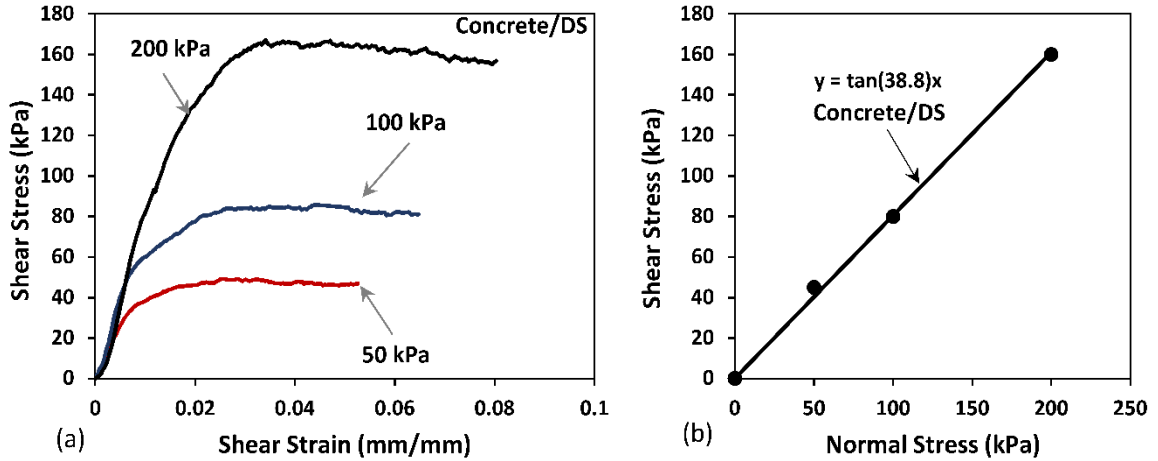 Concrete/DS
200 kPa
100 kPa
50 kPa
Shear Stress (kPa)
180
160
140
120
100
80
60
40
20
0
0 0.02 0.04 0.06 0.08 0.1
Shear Strain (mm/mm)
(a)
y = tan(38.8)x
Concrete/DS
Shear Stress (kPa)
180
160
140
120
100
80
60
40
20
0
0 50 100 150 200 250
Normal Stress (kPa)
(b)